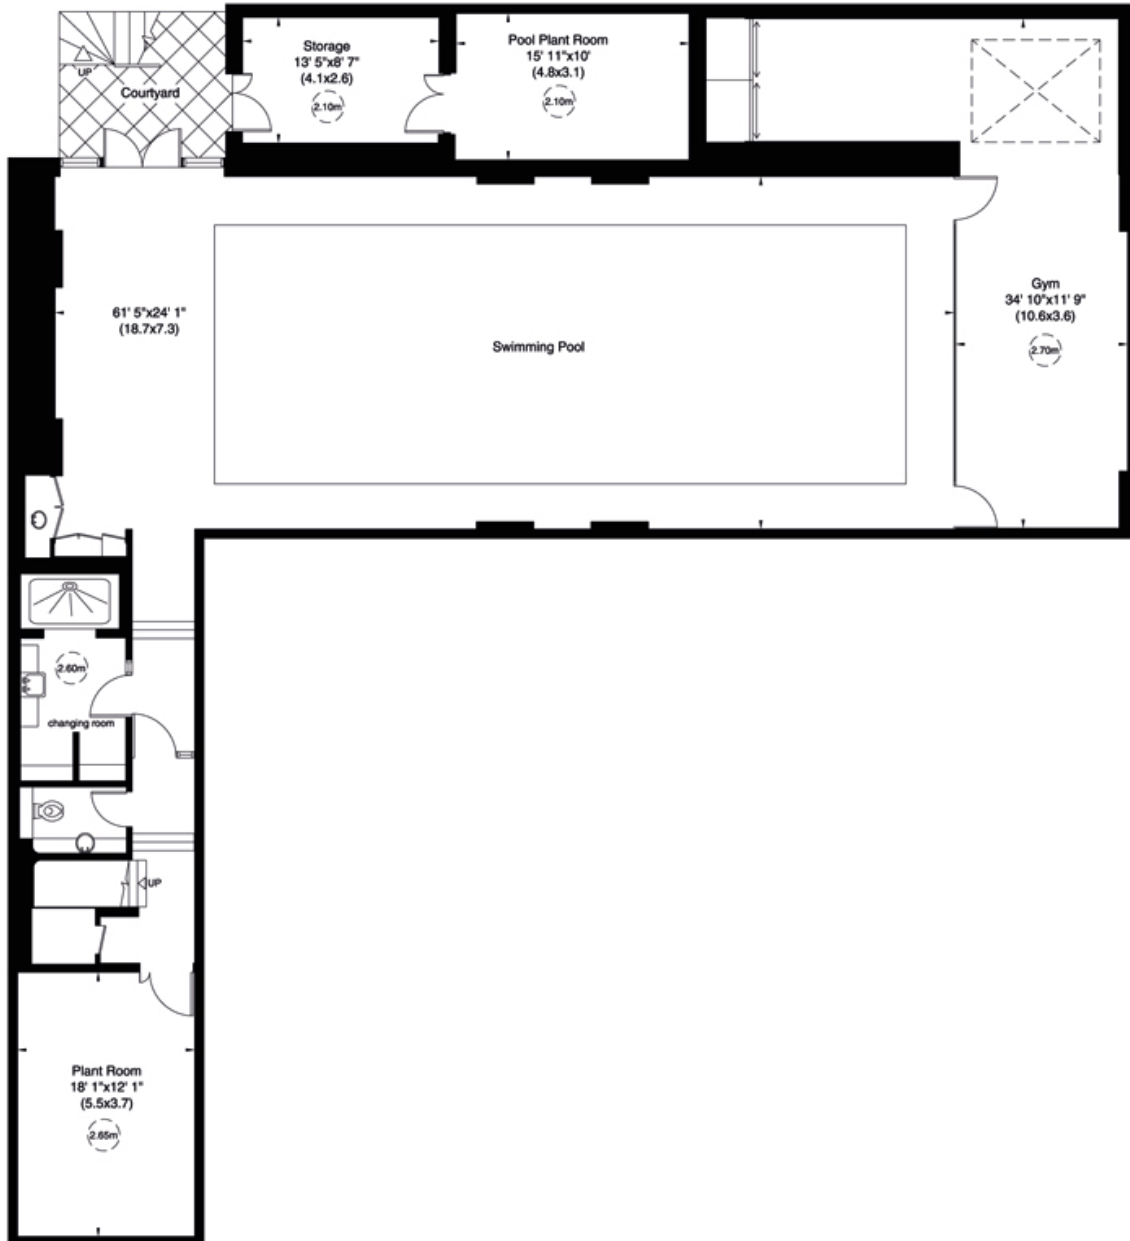 UP
Courtyard
Storage
13' 5"x8' 7"
(4.1x2.6)
2.10m
Pool Plant Room
15' 11"x10'
(4.8x3.1)
2.10m
61' 5"x24' 1"
(18.7x7.3)
Swimming Pool
Gym
34' 10"x11' 9"
(10.6x3.6)
2.70m
2.60m
changing room
UP
Plant Room
18' 1"x12' 1"
(5.5x3.7)
2.65m